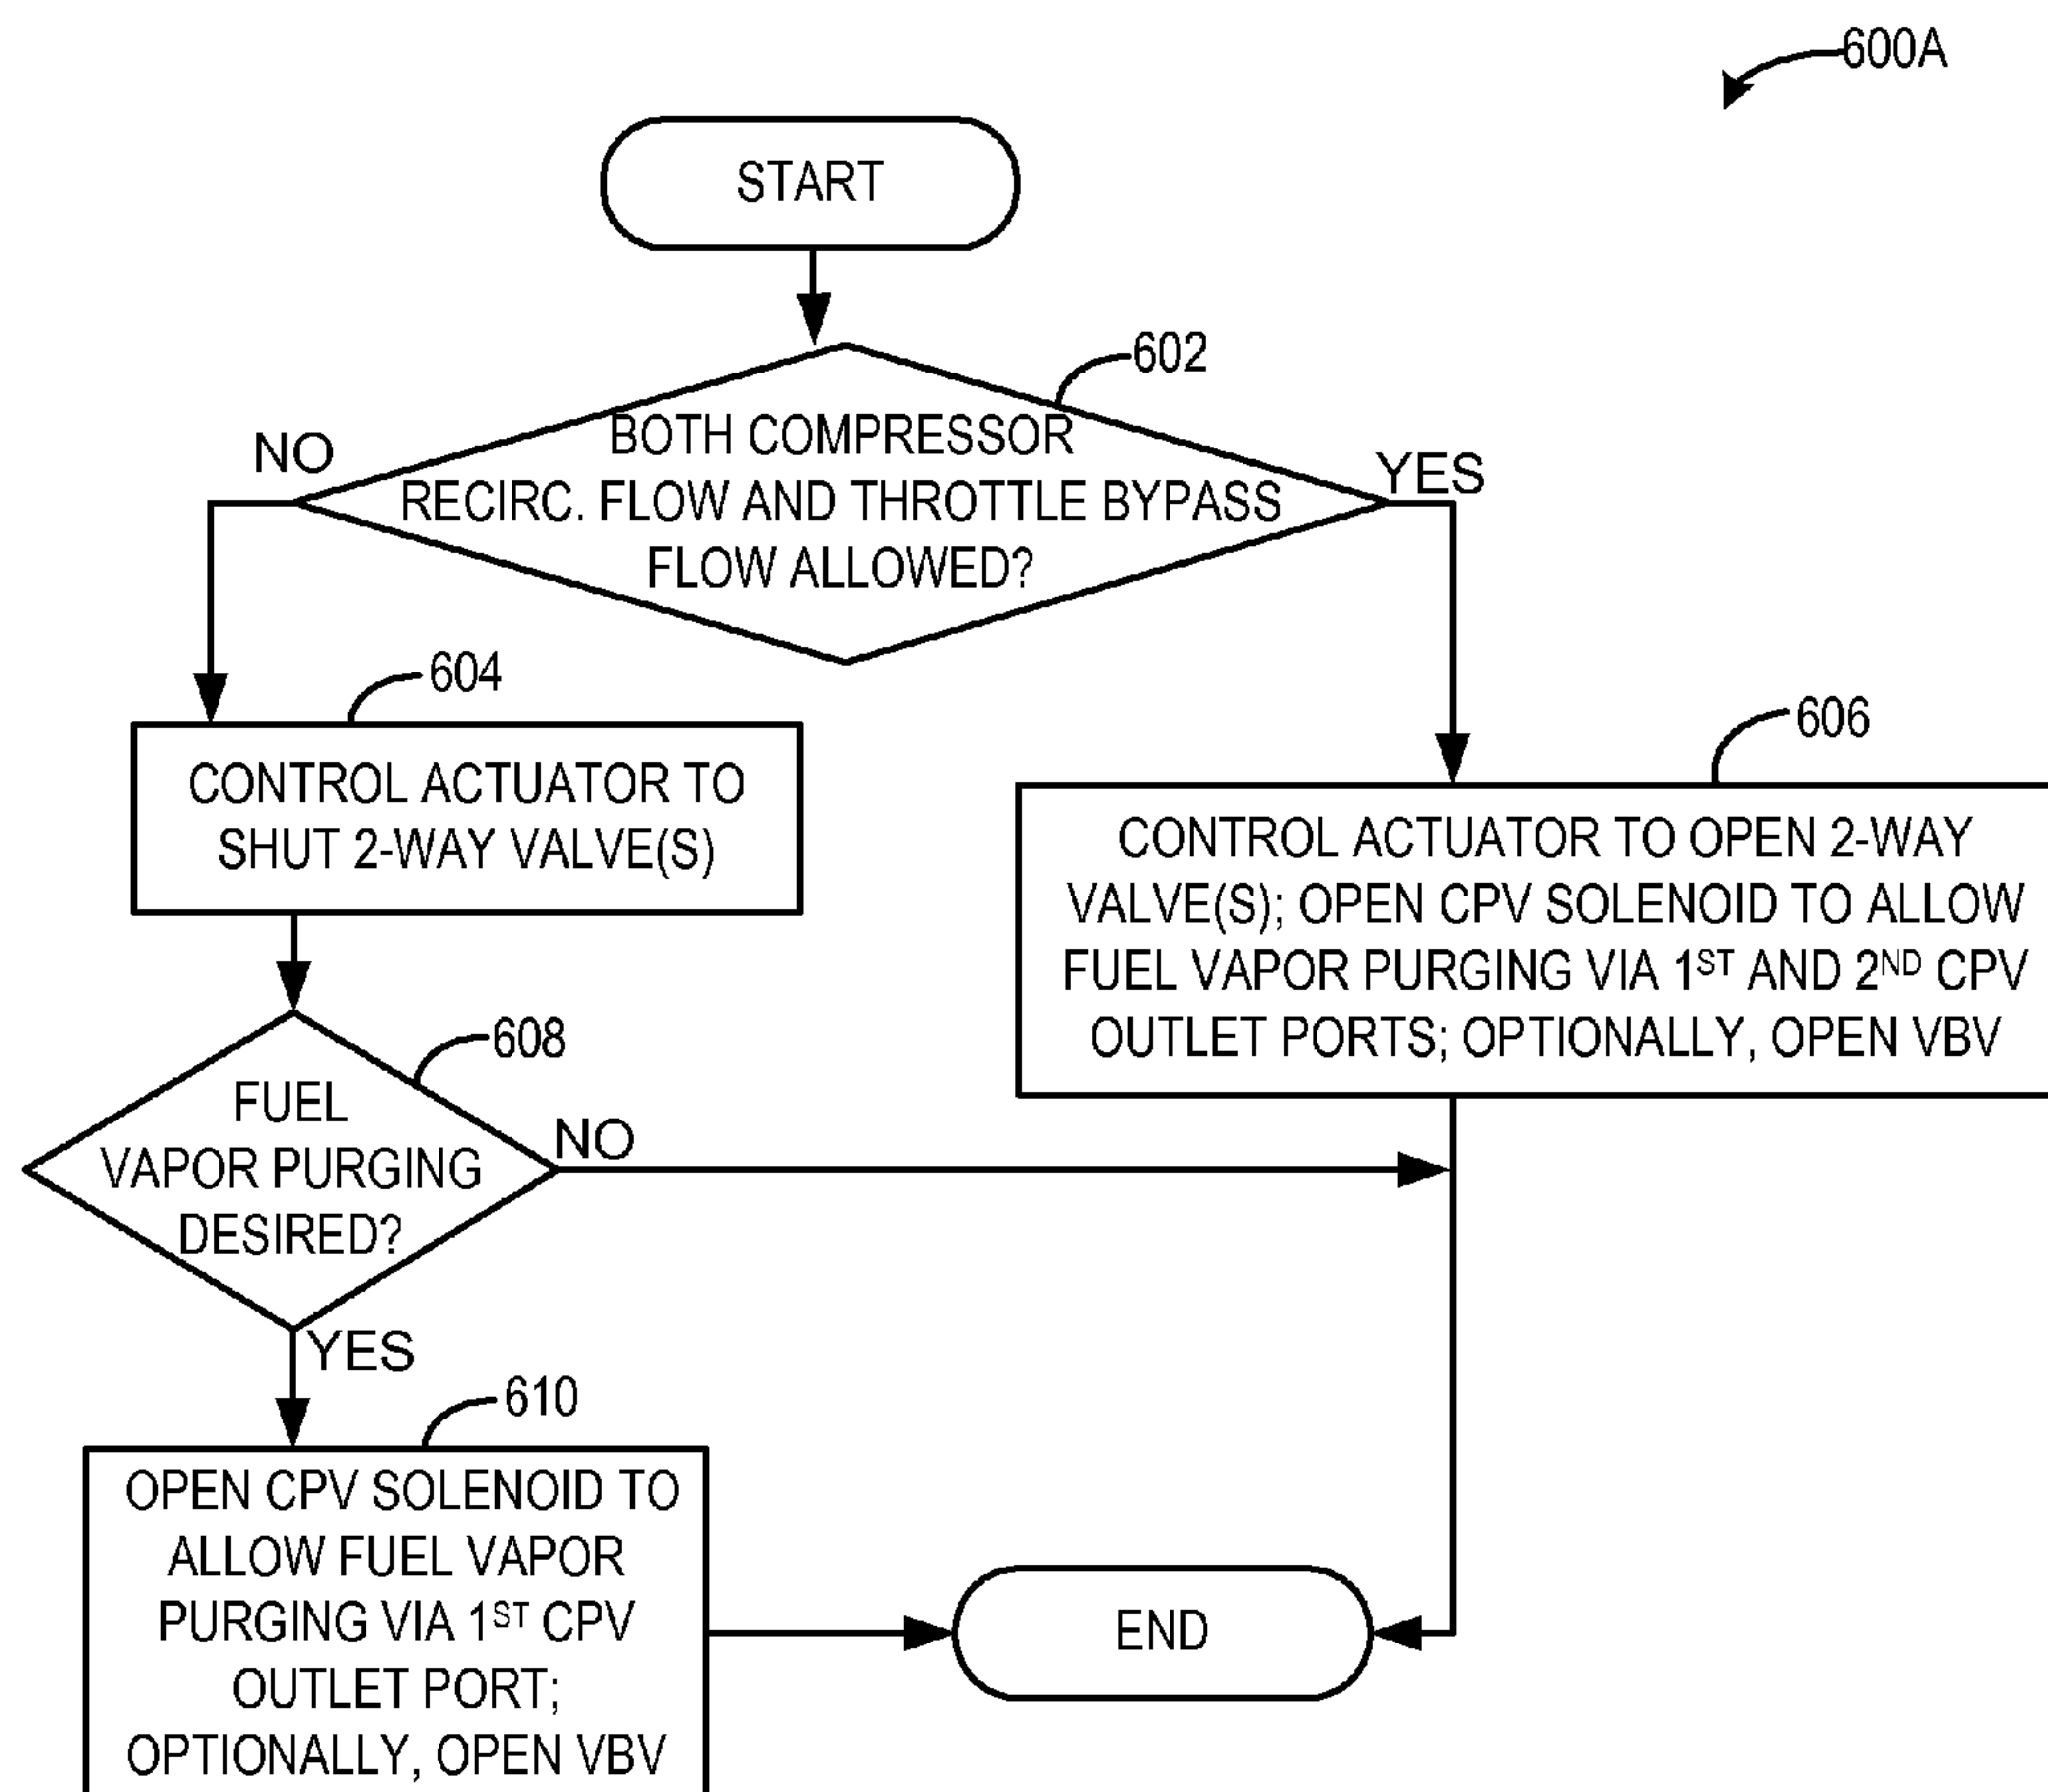 600A
START
602
BOTH COMPRESSOR
RECIRC. FLOW AND THROTTLE BYPASS
FLOW ALLOWED?
NO
YES
604
CONTROL ACTUATOR TO
SHUT 2-WAY VALVE(S)
606
CONTROL ACTUATOR TO OPEN 2-WAY
VALVE(S); OPEN CPV SOLENOID TO ALLOW
FUEL VAPOR PURGING VIA 1ST AND 2ND CPV
OUTLET PORTS; OPTIONALLY, OPEN VBV
608
FUEL
VAPOR PURGING
DESIRED?
NO
YES
610
OPEN CPV SOLENOID TO
ALLOW FUEL VAPOR
PURGING VIA 1ST CPV
OUTLET PORT;
OPTIONALLY, OPEN VBV
END